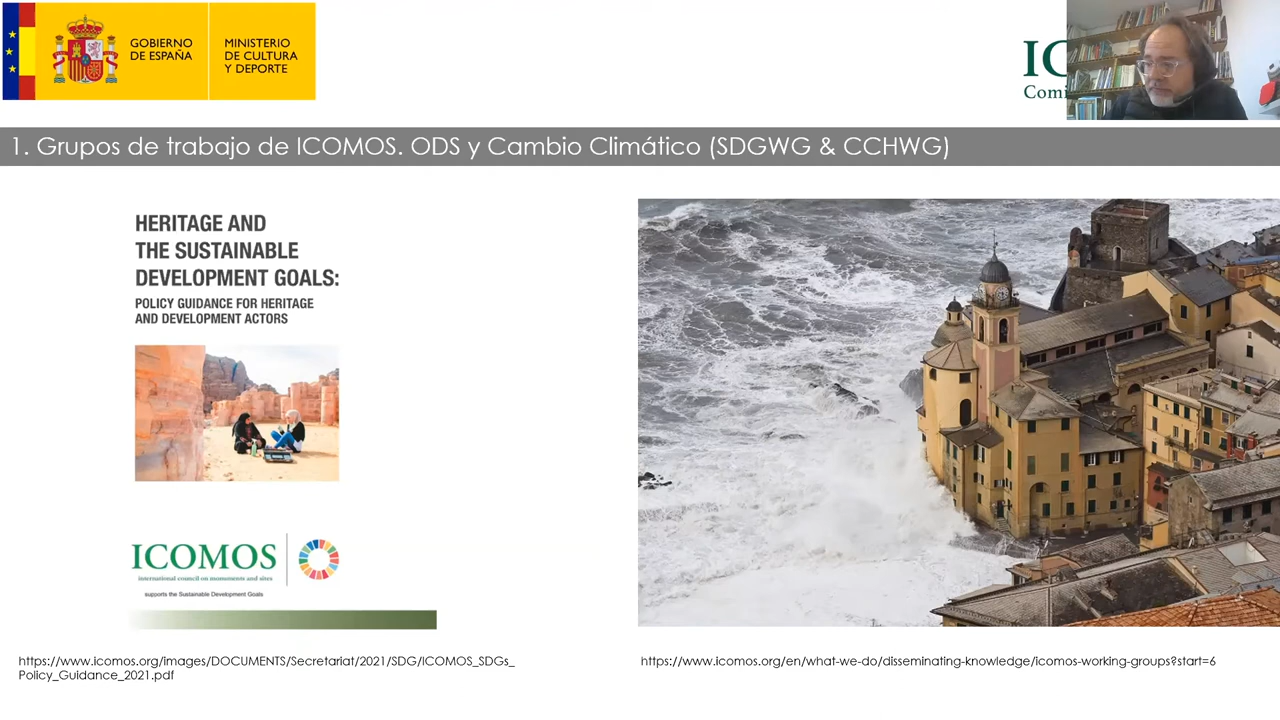 GOBIERNO
DE ESPAÑA
MINISTERIO
DE CULTURA
Y DEPORTE
1. Grupos de trabajo de ICOMOS. ODS y Cambio Climático (SDGWG & CCHWG)
HERITAGE AND
THE SUSTAINABLE
DEVELOPMENT GOALS:
POLICY GUIDANCE FOR HERITAGE
AND DEVELOPMENT ACTORS
ICOMOS
international council on monuments and sites
supports the Sustainable Development Goals
https://www.icomos.org/images/DOCUMENTS/Secretariat/2021/SDG/ICOMOS_SDGs_
Policy_Guidance_2021.pdf
https://www.icomos.org/en/what-we-do/disseminating-knowledge/icomos-working-groups?start=6